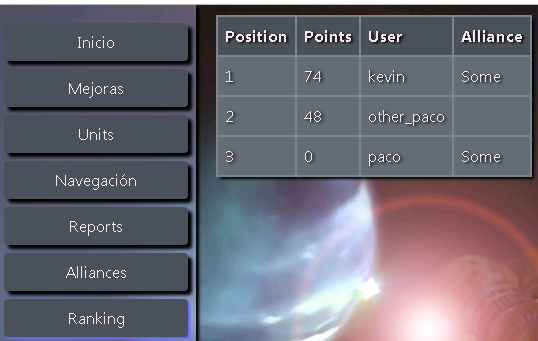 Inicio
Mejoras
Units
Navegación
Reports
Alliances
Ranking
Position Points User Alliance
1 74 kevin Some
2 48 other_paco
3 0 paco Some